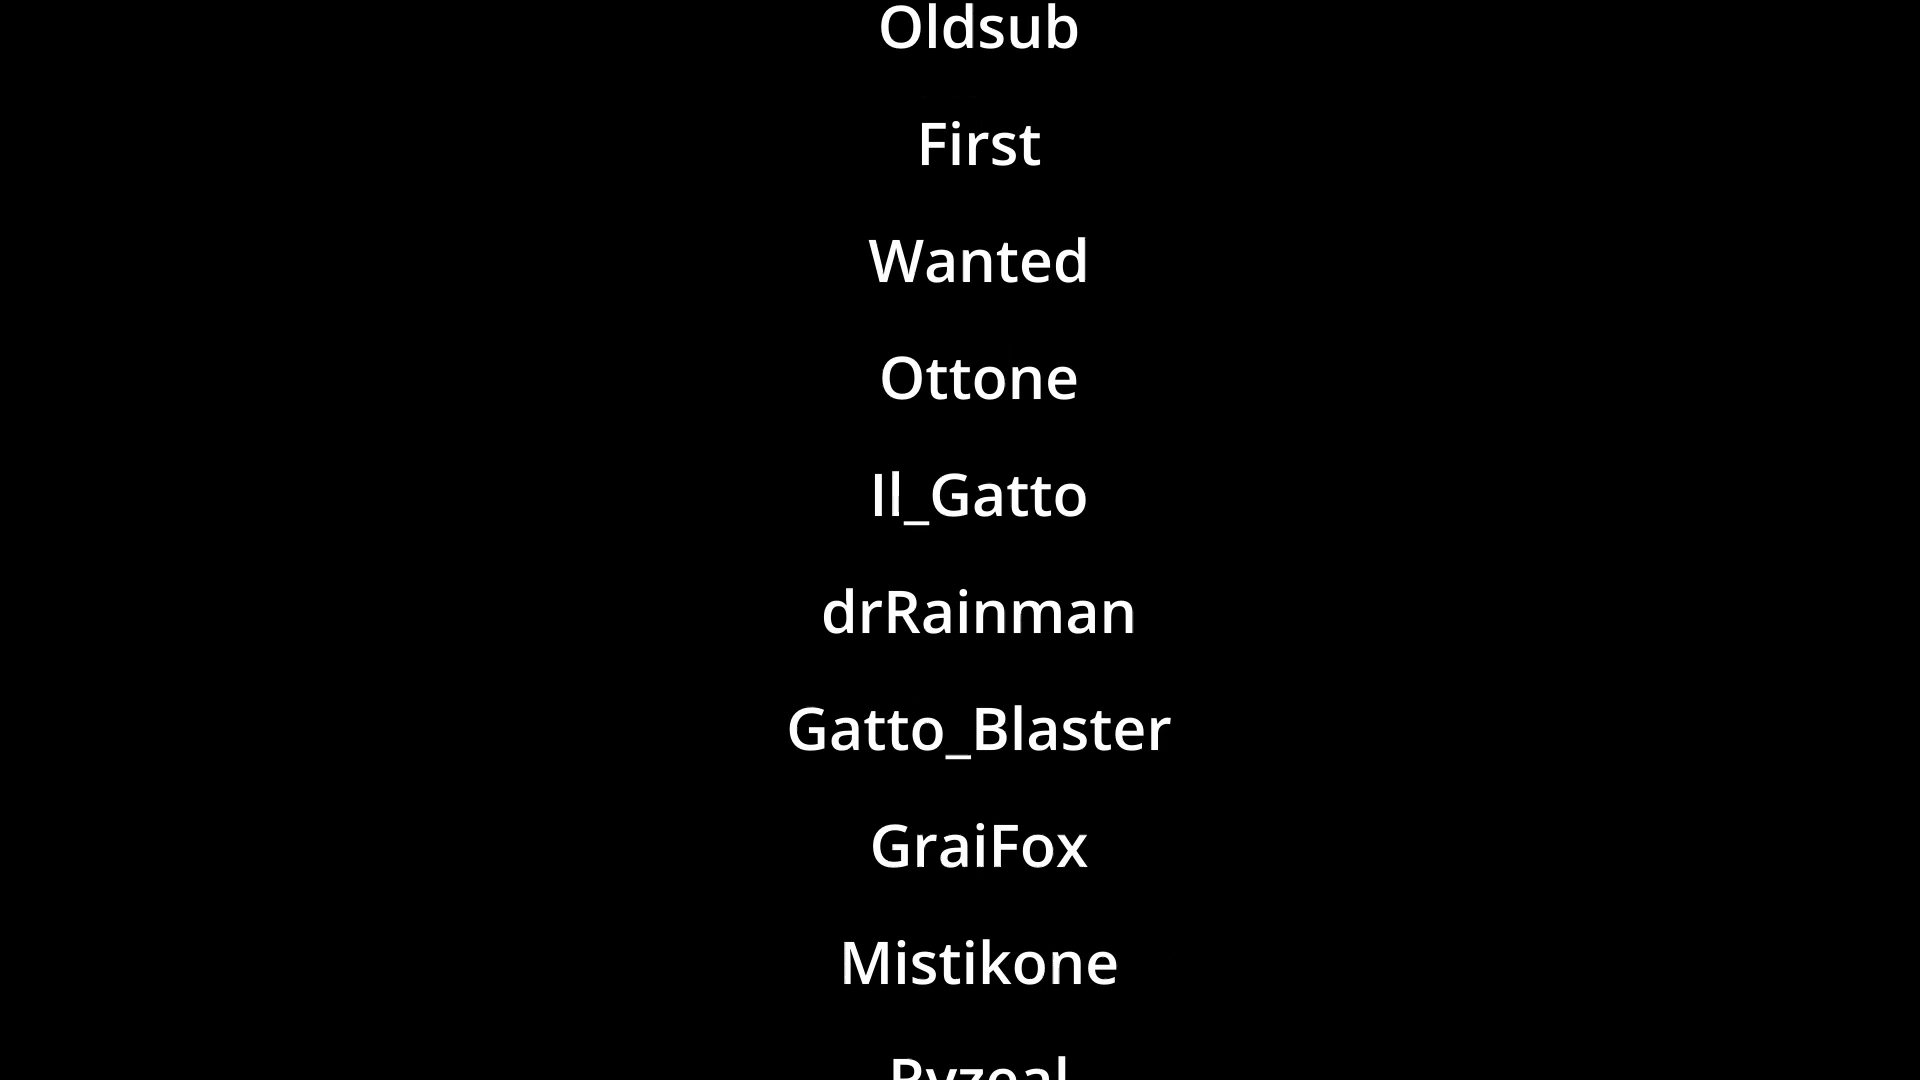 Oldsub
First
Wanted
Ottone
Il_Gatto
drRainman
Gatto_Blaster
GraiFox
Mistikone